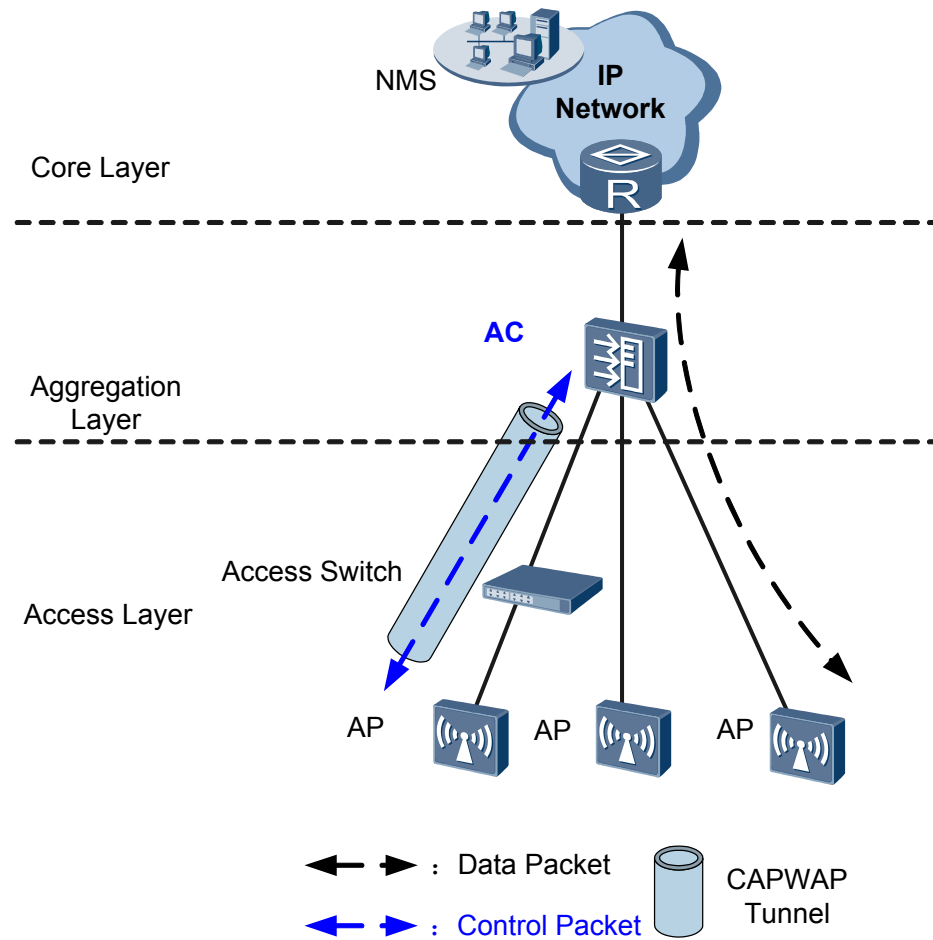 NMS
IP
Network
Core Layer
R
AC
Aggregation
Layer
Access Switch
Access Layer
AP
AP
AP
: Data Packet
: Control Packet
CAPWAP
Tunnel